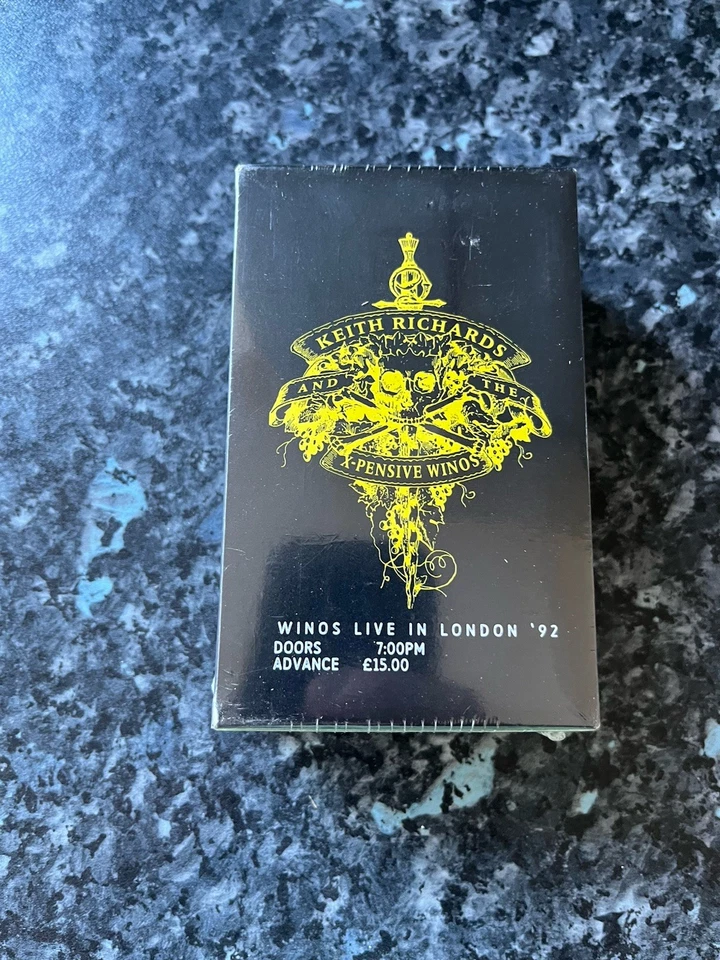 KEITH RICHARDS
AND THE
X-PENSIVE WINOS
WINOS LIVE IN LONDON '92
DOORS 7:00PM
ADVANCE £15.00